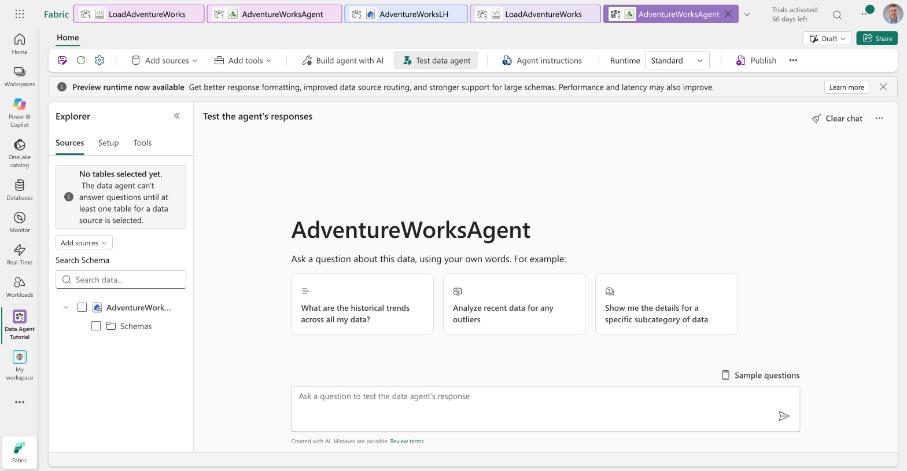 Fabric
LoadAdventureWorks
AdventureWorksAgent
AdventureWorksLH
LoadAdventureWorks
AdventureWorksAgent
Trials activated:
66 days left
Home
Draft
Share
Add sources
Add tools
Build agent with AI
Test data agent
Agent instructions
Runtime
Standard
Publish
Preview runtime now available Get better response formatting, improved data source routing, and stronger support for large schemas. Performance and latency may also improve.
Learn more
Home
Workspaces
Power BI
Copilot
OneLake
catalog
Databases
Monitor
Real-Time
Workloads
Data Agent
Tutorial
My
workspace
Fabric
Explorer
Sources Setup Tools
No tables selected yet.
The data agent can't
answer questions until at
least one table for a data
source is selected.
Add sources
Search Schema
Search data...
AdventureWork...
Schemas
Test the agent's responses
Clear chat
AdventureWorksAgent
Ask a question about this data, using your own words. For example:
What are the historical trends
across all my data?
Analyze recent data for any
outliers
Show me the details for a
specific subcategory of data
Sample questions
Ask a question to test the data agent's response
Created with AI. Mistakes are possible. Review terms